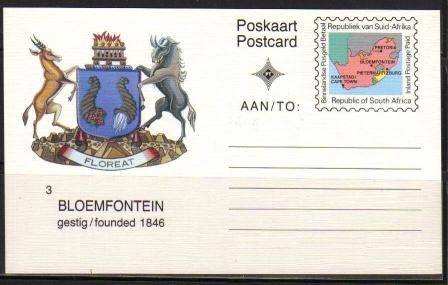 Poskaart
Postcard
AAN/TO:
Republiek van Suid-Afrika
Binnelandse Posgeld Betaal
Inland Postage Paid
PRETORIA
BLOEMFONTEIN
PIETERMARITZBURG
KAAPSTAD/
CAPE TOWN
Republic of South Africa
FLOREAT
3
BLOEMFONTEIN
gestig/founded 1846